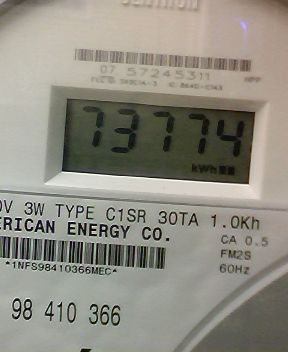 CENTRON
07 57245311
73774
kWh
0V 3W TYPE C1SR 30TA 1.0Kh
ERICAN ENERGY CO.
CA 0.5
FM2S
*1NFS98410366MEC*
60Hz
98 410 366